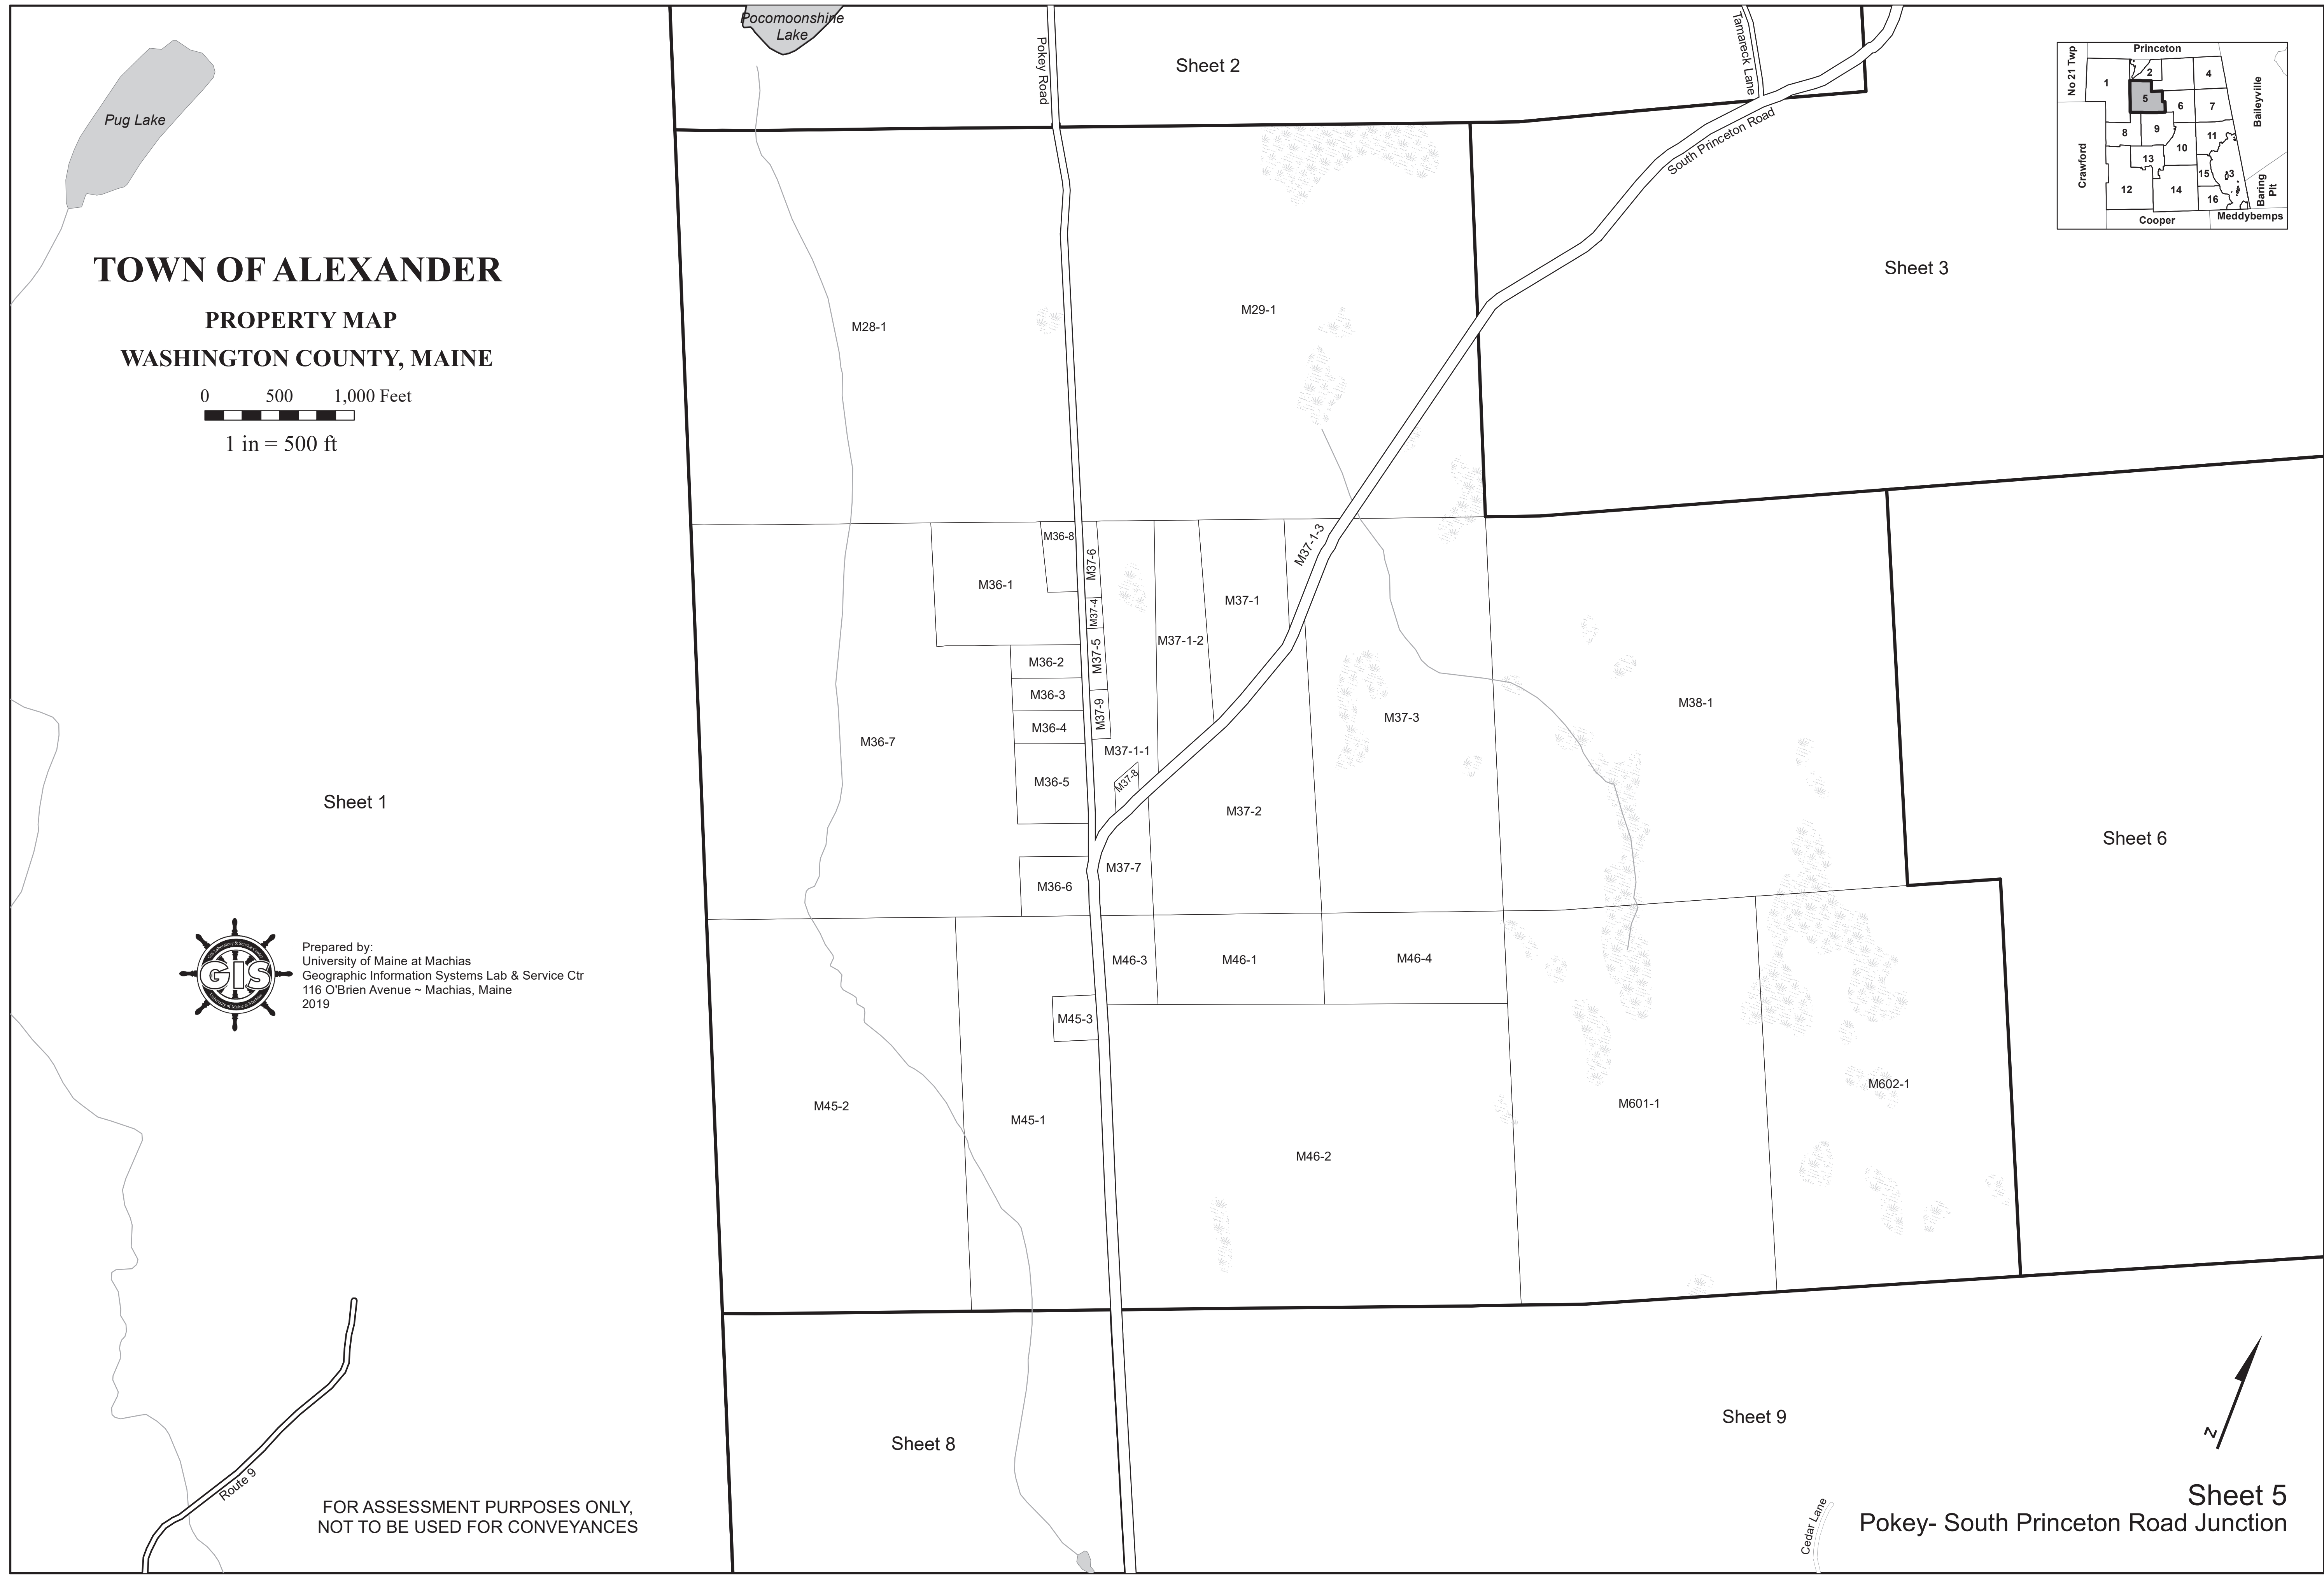 Pocomoonshine
Lake
Pokey Road
Sheet 2
Tamareck Lane
South Princeton Road
Pug Lake
No 21 Twp
Princeton
1
2
4
5
6
7
Baileyville
8
9
11
10
Crawford
13
15
3
12
14
16
Baring
Plt
Cooper
Meddybemps
TOWN OF ALEXANDER
PROPERTY MAP
WASHINGTON COUNTY, MAINE
0 500 1,000 Feet
1 in = 500 ft
Sheet 3
M28-1
M29-1
M36-8
M37-6
M37-1-3
M36-1
M37-4
M37-1
M37-1-2
M37-5
M36-2
M36-3
M37-9
M36-4
M36-7
M37-1-1
M37-3
M38-1
M36-5
M37-8
M37-2
Sheet 1
Sheet 6
M37-7
M36-6
M46-3
M46-1
M46-4
M45-3
GIS
Prepared by:
University of Maine at Machias
Geographic Information Systems Lab & Service Ctr
116 O'Brien Avenue ~ Machias, Maine
2019
M45-2
M45-1
M46-2
M601-1
M602-1
Route 9
Sheet 8
Sheet 9
N
FOR ASSESSMENT PURPOSES ONLY,
NOT TO BE USED FOR CONVEYANCES
Cedar Lane
Sheet 5
Pokey- South Princeton Road Junction